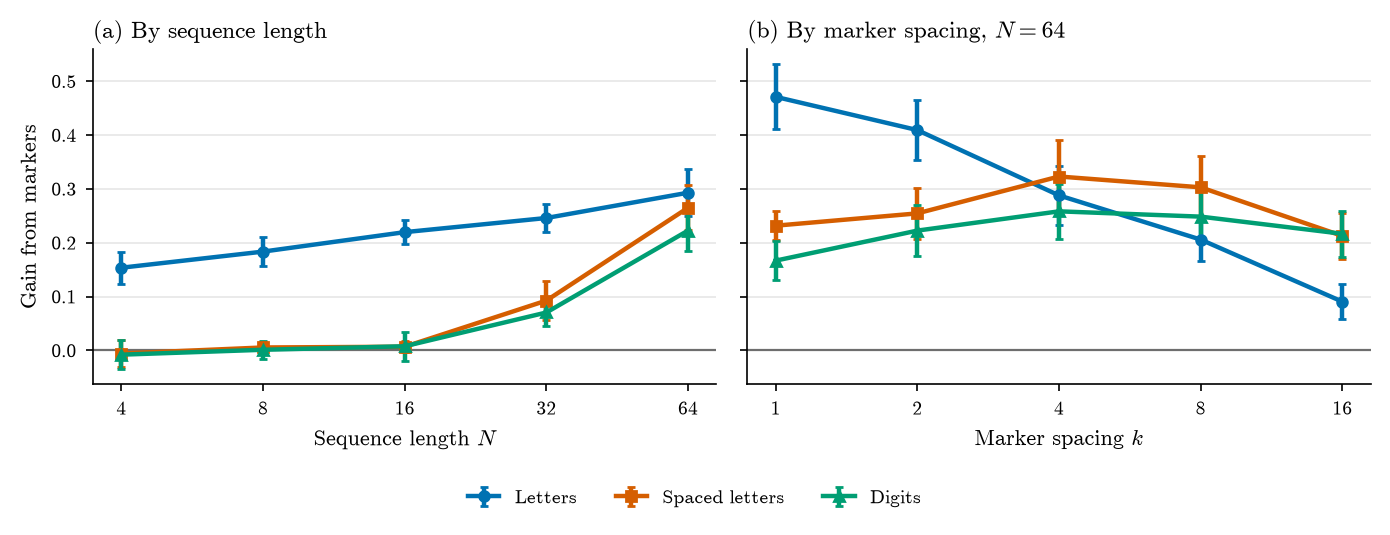 (a) By sequence length
(b) By marker spacing, N = 64
Gain from markers
0.5
0.4
0.3
0.2
0.1
0.0
4 8 16 32 64
1 2 4 8 16
Sequence length N
Marker spacing k
Letters Spaced letters Digits